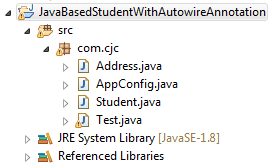 JavaBasedStudentWithAutowireAnnotation
src
com.cjc
Address.java
AppConfig.java
Student.java
Test.java
JRE System Library [JavaSE-1.8]
Referenced Libraries